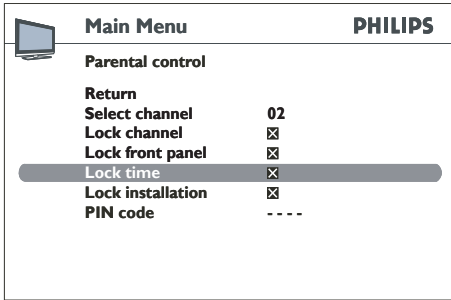 Main Menu PHILIPS
Parental control
Return
Select channel 02
Lock channel
Lock front panel
Lock time
Lock installation
PIN code - - - -